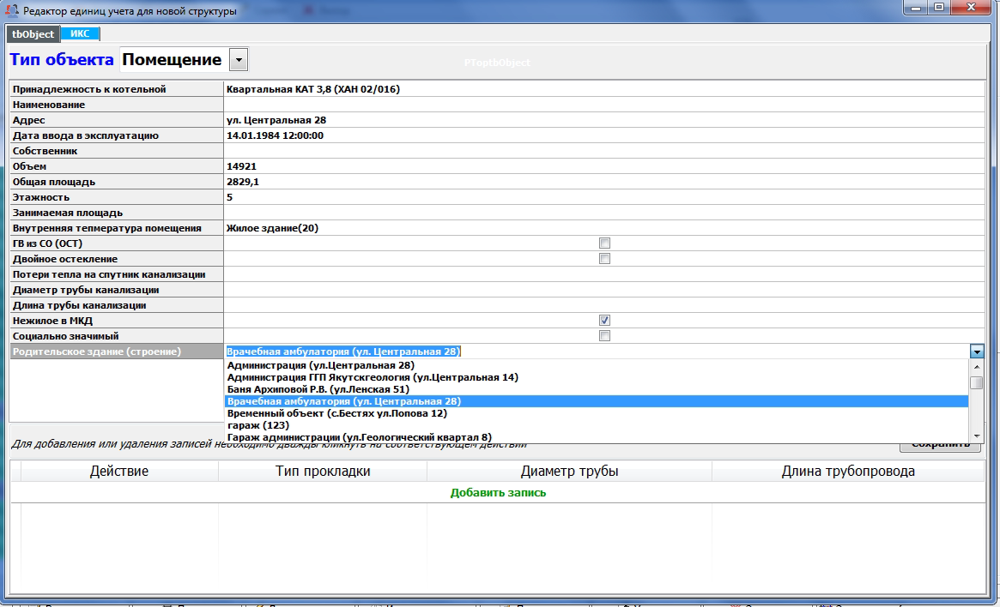 Редактор единиц учета для новой структуры
tbObject ИКС
Тип объекта Помещение
PToptbObject
Принадлежность к котельной Квартальная КАТ 3,8 (ХАН 02/016)
Наименование
Адрес ул. Центральная 28
Дата ввода в эксплуатацию 14.01.1984 12:00:00
Собственник
Объем 14921
Общая площадь 2829,1
Этажность 5
Занимаемая площадь
Внутренняя тепмература помещения Жилое здание(20)
ГВ из СО (ОСТ)
Двойное остекление
Потери тепла на спутник канализации
Диаметр трубы канализации
Длина трубы канализации
Нежилое в МКД
Социально значимый
Родительское здание (строение) Врачебная амбулатория (ул. Центральная 28)
Администрация (ул.Центральная 28)
Администрация ГГП Якутскгеология (ул.Центральная 14)
Баня Архиповой Р.В. (ул.Ленская 51)
Врачебная амбулатория (ул. Центральная 28)
Временный объект (с.Бестях ул.Попова 12)
гараж (123)
Гараж администрации (ул.Геологический квартал 8)
Для добавления или удаления записей необходимо дважды кликнуть на соответствующем действии
Сохранить
Действие Тип прокладки Диаметр трубы Длина трубопровода
Добавить запись